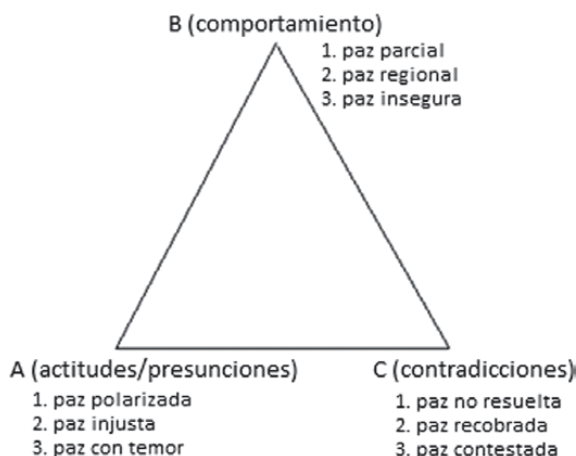 B (comportamiento)
1. paz parcial
2. paz regional
3. paz insegura
A (actitudes/presunciones)
1. paz polarizada
2. paz injusta
3. paz con temor
C (contradicciones)
1. paz no resuelta
2. paz recobrada
3. paz contestada